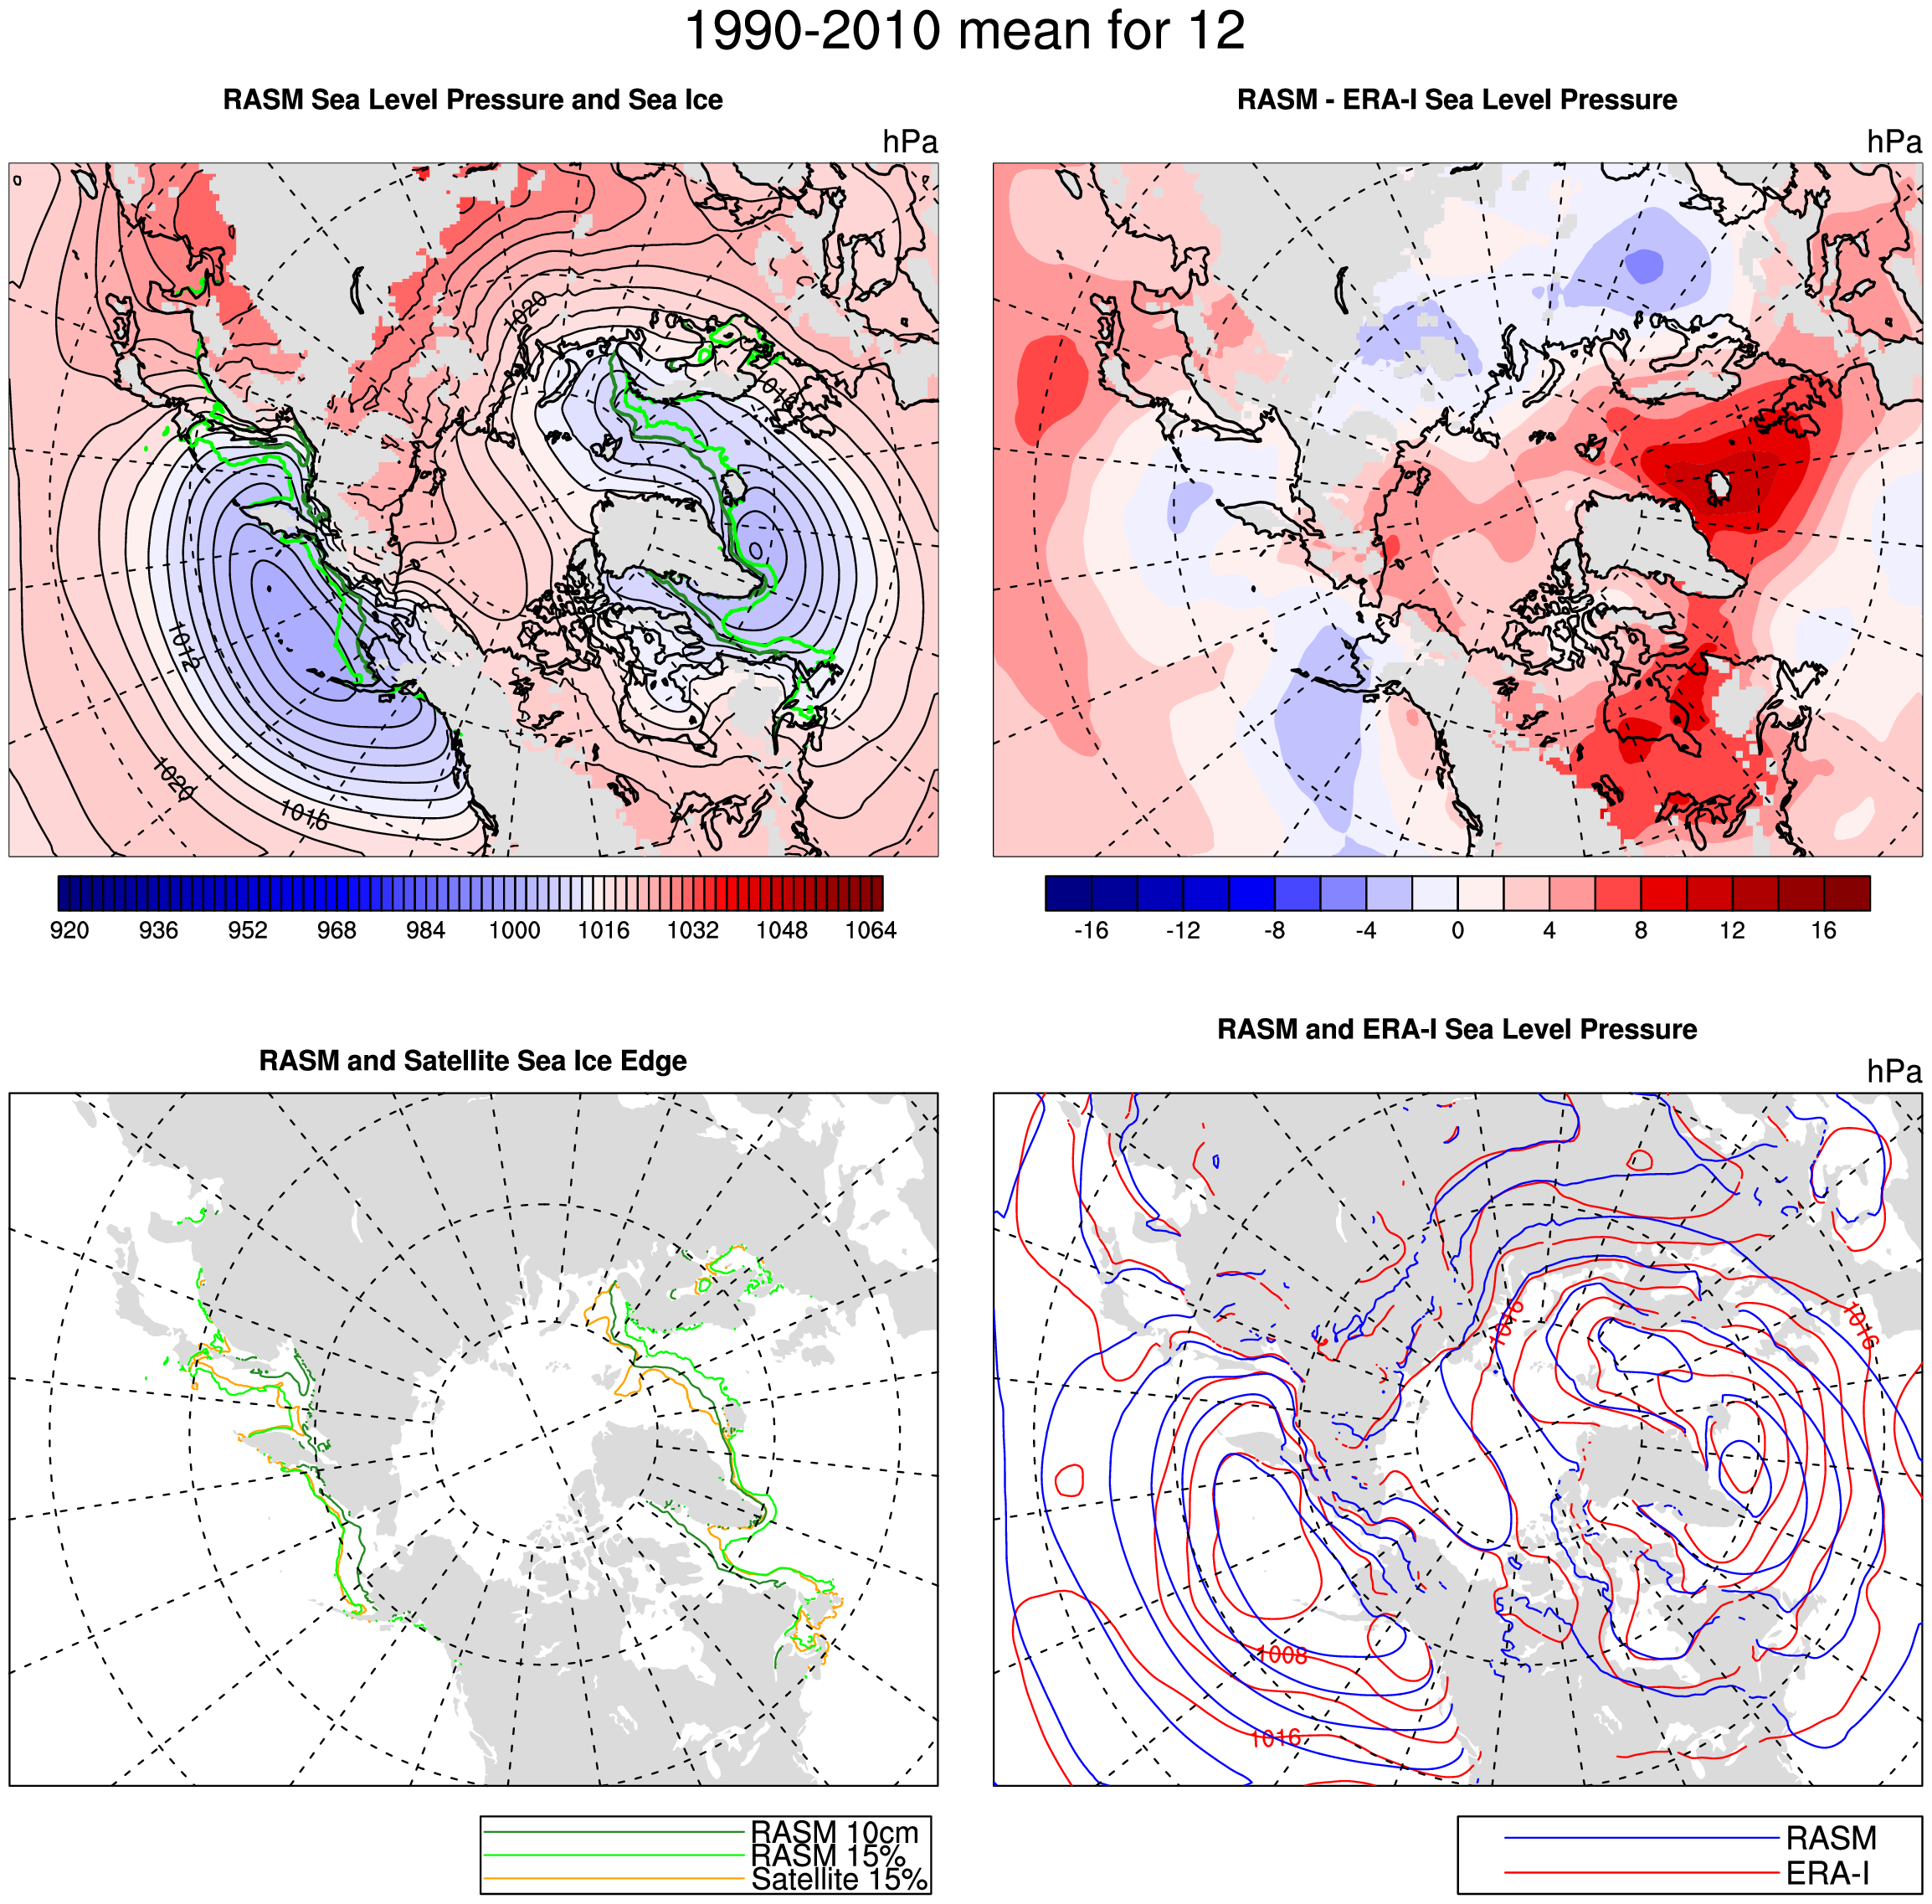 1990-2010 mean for 12
RASM Sea Level Pressure and Sea Ice
hPa
1020
1016
1012
1020
1016
920 936 952 968 984 1000 1016 1032 1048 1064
RASM - ERA-I Sea Level Pressure
hPa
-16 -12 -8 -4 0 4 8 12 16
RASM and Satellite Sea Ice Edge
RASM 10cm
RASM 15%
Satellite 15%
RASM and ERA-I Sea Level Pressure
hPa
1016
1008
1016
RASM
ERA-I